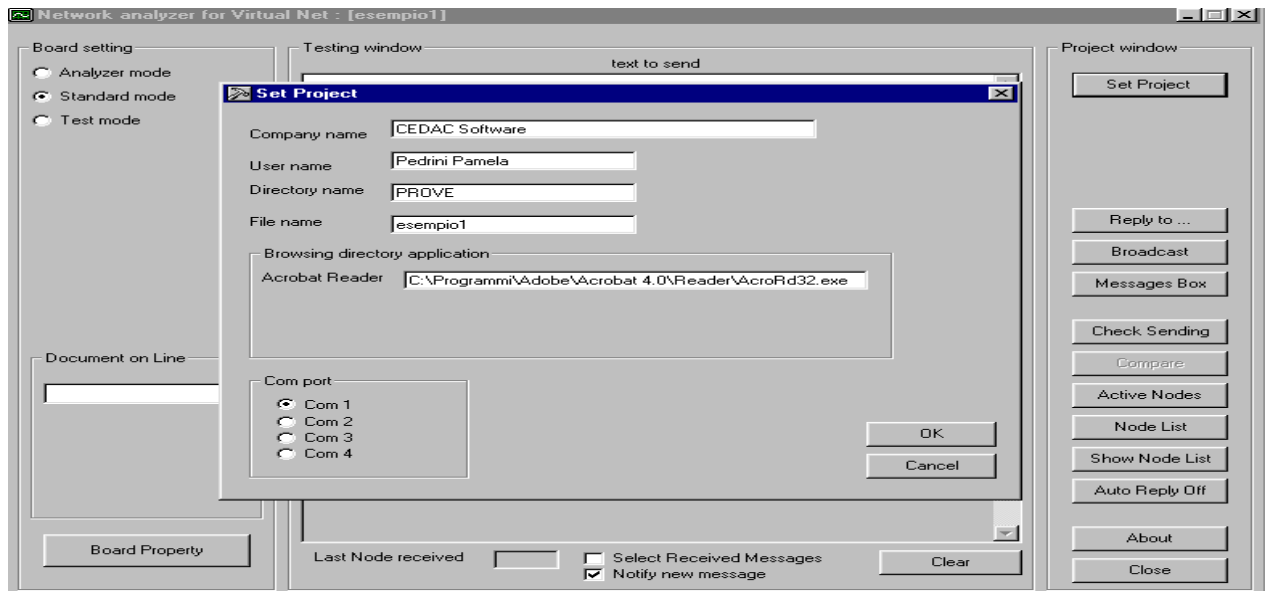 Network analyzer for Virtual Net : [esempio1]
Board setting
Analyzer mode
Standard mode
Test mode
Document on Line
Board Property
Testing window
text to send
Set Project
Company name CEDAC Software
User name Pedrini Pamela
Directory name PROVE
File name esempio1
Browsing directory application
Acrobat Reader C:\Programmi\Adobe\Acrobat 4.0\Reader\AcroRd32.exe
Com port
Com 1
Com 2
Com 3
Com 4
OK
Cancel
Last Node received
Select Received Messages
Notify new message
Clear
Project window
Set Project
Reply to ...
Broadcast
Messages Box
Check Sending
Compare
Active Nodes
Node List
Show Node List
Auto Reply Off
About
Close